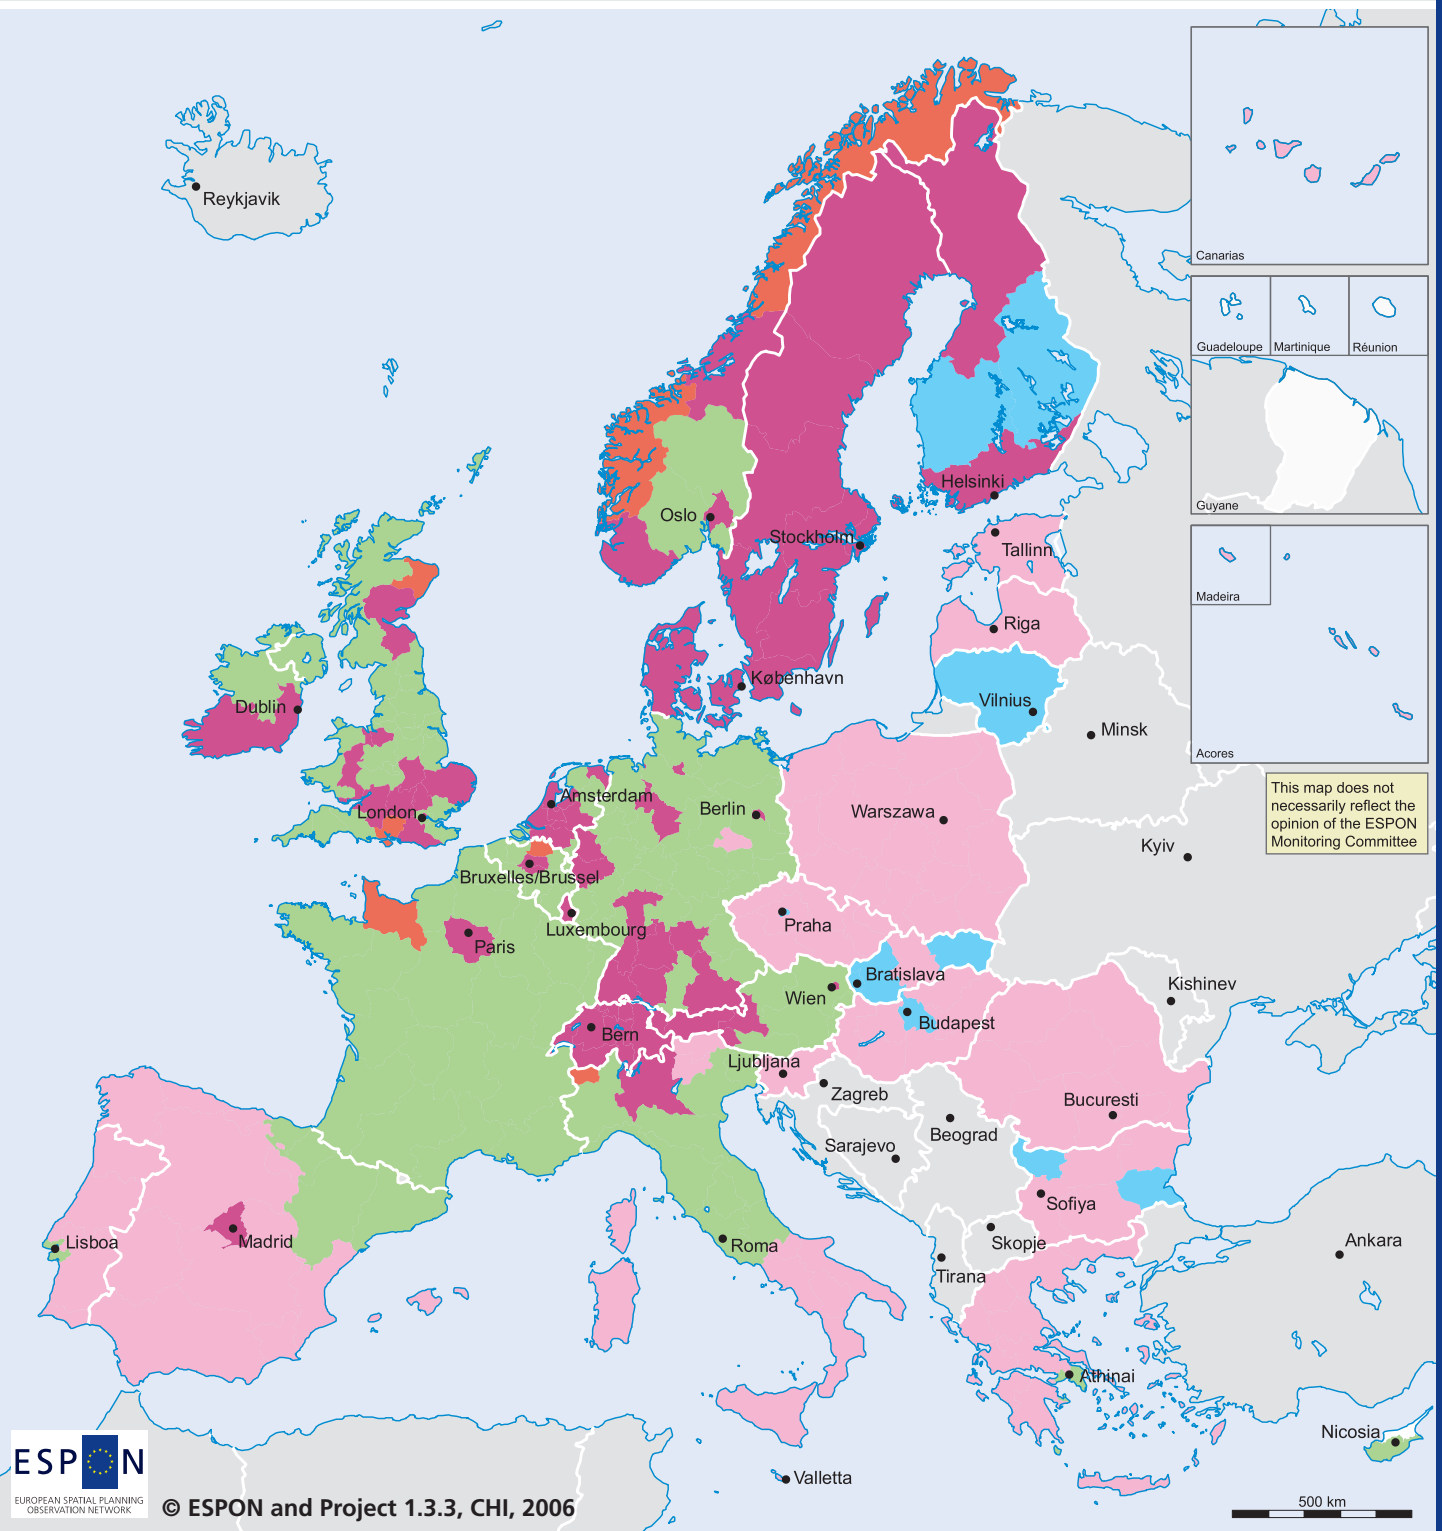 Reykjavik
Canarias
Guadeloupe
Martinique
Réunion
Guyane
Helsinki
Oslo
Stockholm
Tallinn
Madeira
Riga
København
Dublin
Vilnius
Minsk
Acores
This map does not
necessarily reflect the
opinion of the ESPON
Monitoring Committee
Amsterdam
London
Berlin
Warszawa
Kyiv
Bruxelles/Brussel
Luxembourg
Praha
Paris
Bratislava
Wien
Kishinev
Budapest
Bern
Ljubljana
Zagreb
Bucuresti
Beograd
Sarajevo
Sofiya
Lisboa
Madrid
Roma
Skopje
Ankara
Tirana
Athinai
Nicosia
Valletta
ESPON
EUROPEAN SPATIAL PLANNING
OBSERVATION NETWORK
© ESPON and Project 1.3.3, CHI, 2006
500 km